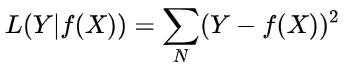 L(Y|f(X)) = ∑_N (Y − f(X))²